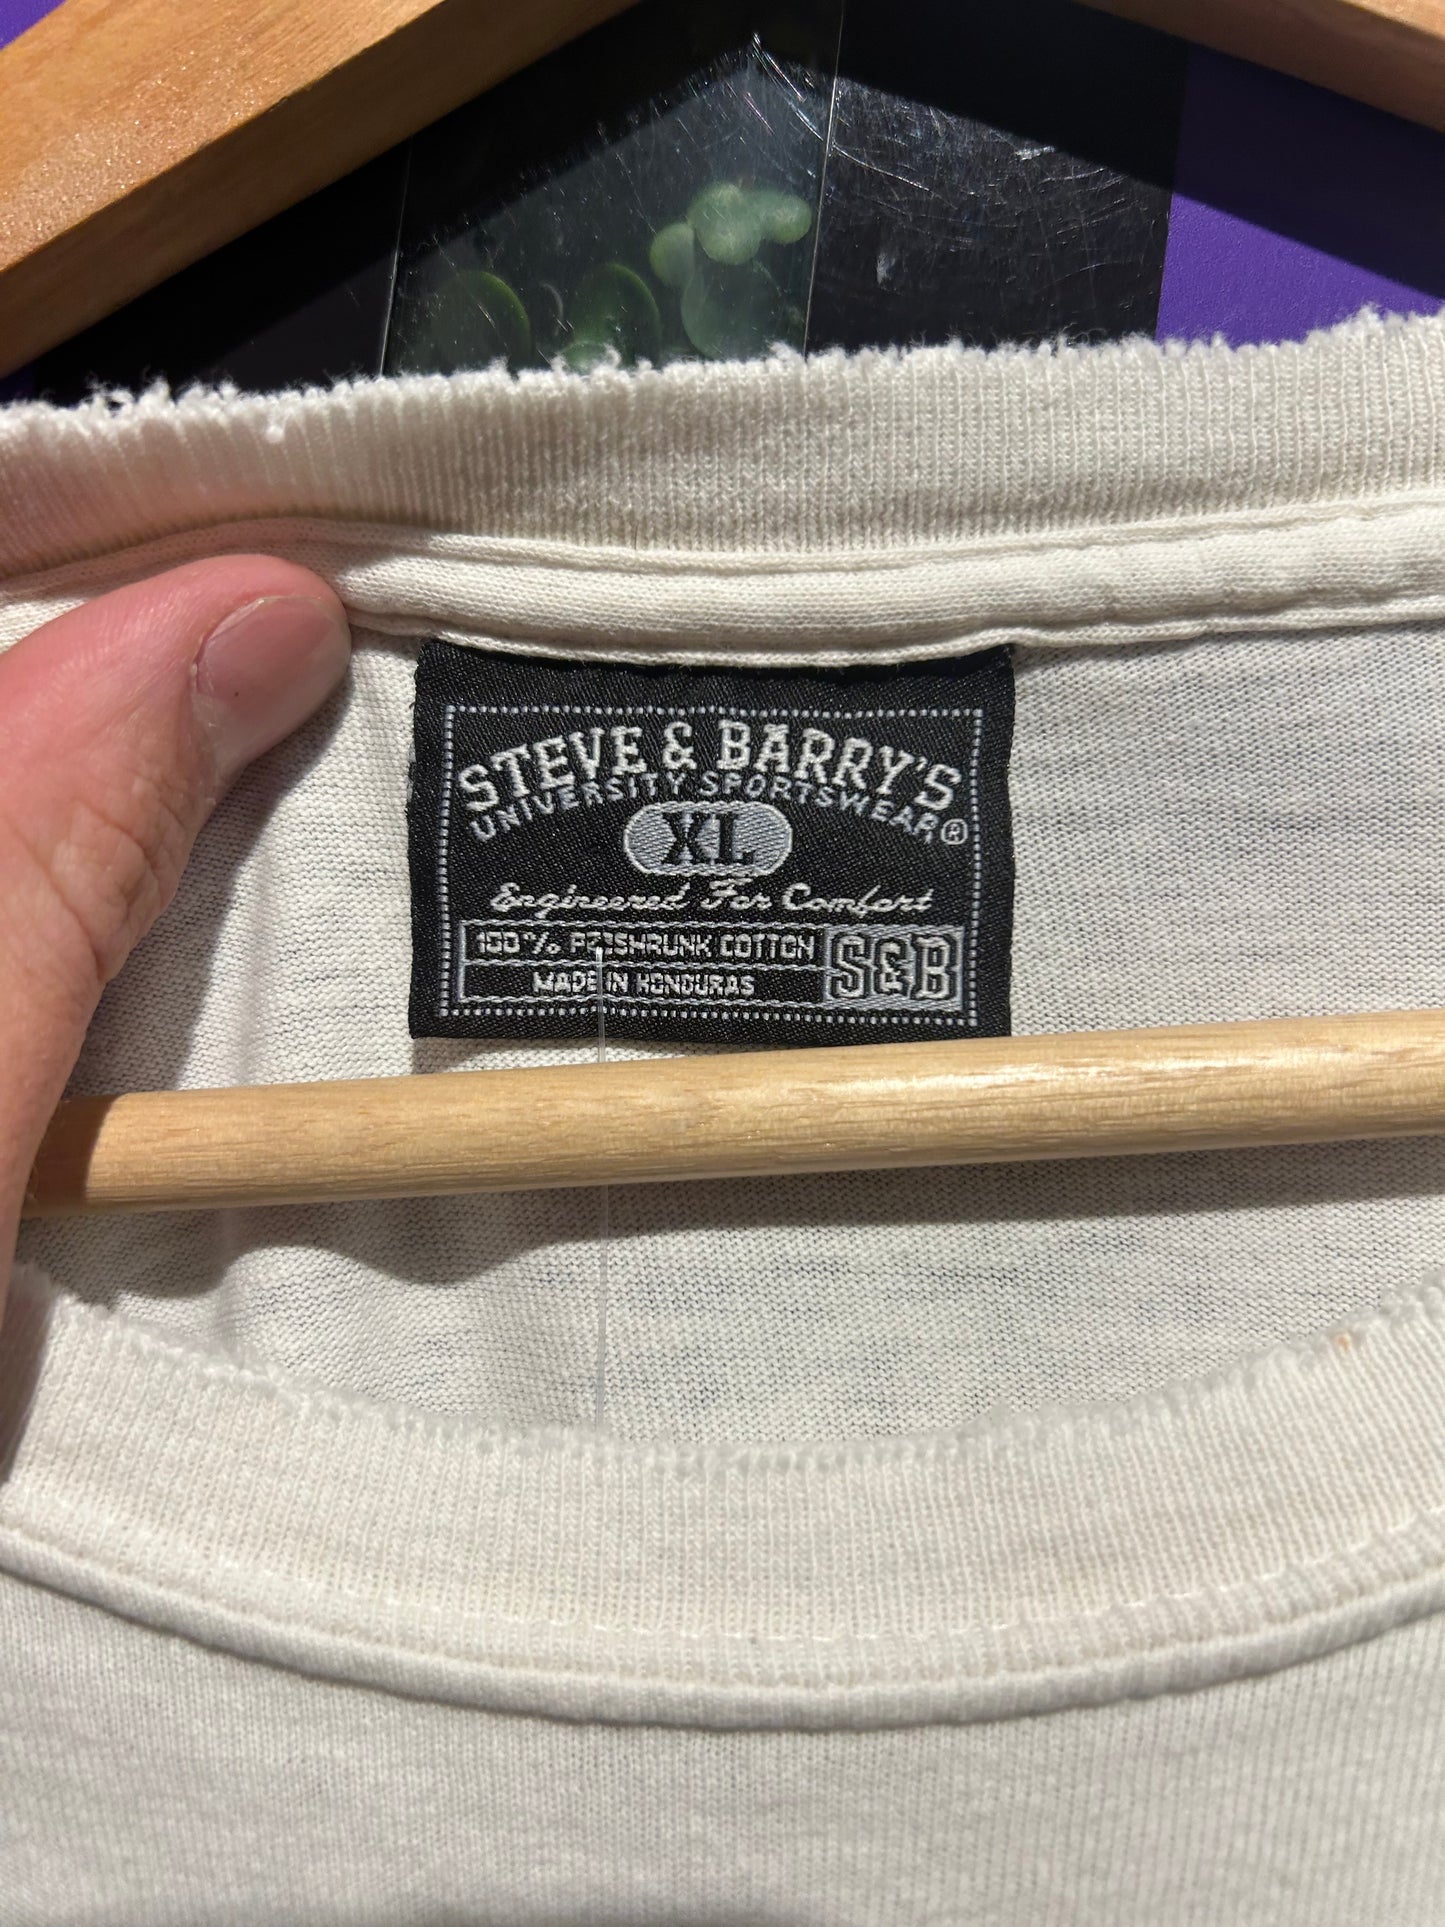 STEVE & BARRY'S
UNIVERSITY SPORTSWEAR®
XL
Engineered For Comfort
100% PRESHRUNK COTTON
MADE IN HONDURAS
S&B